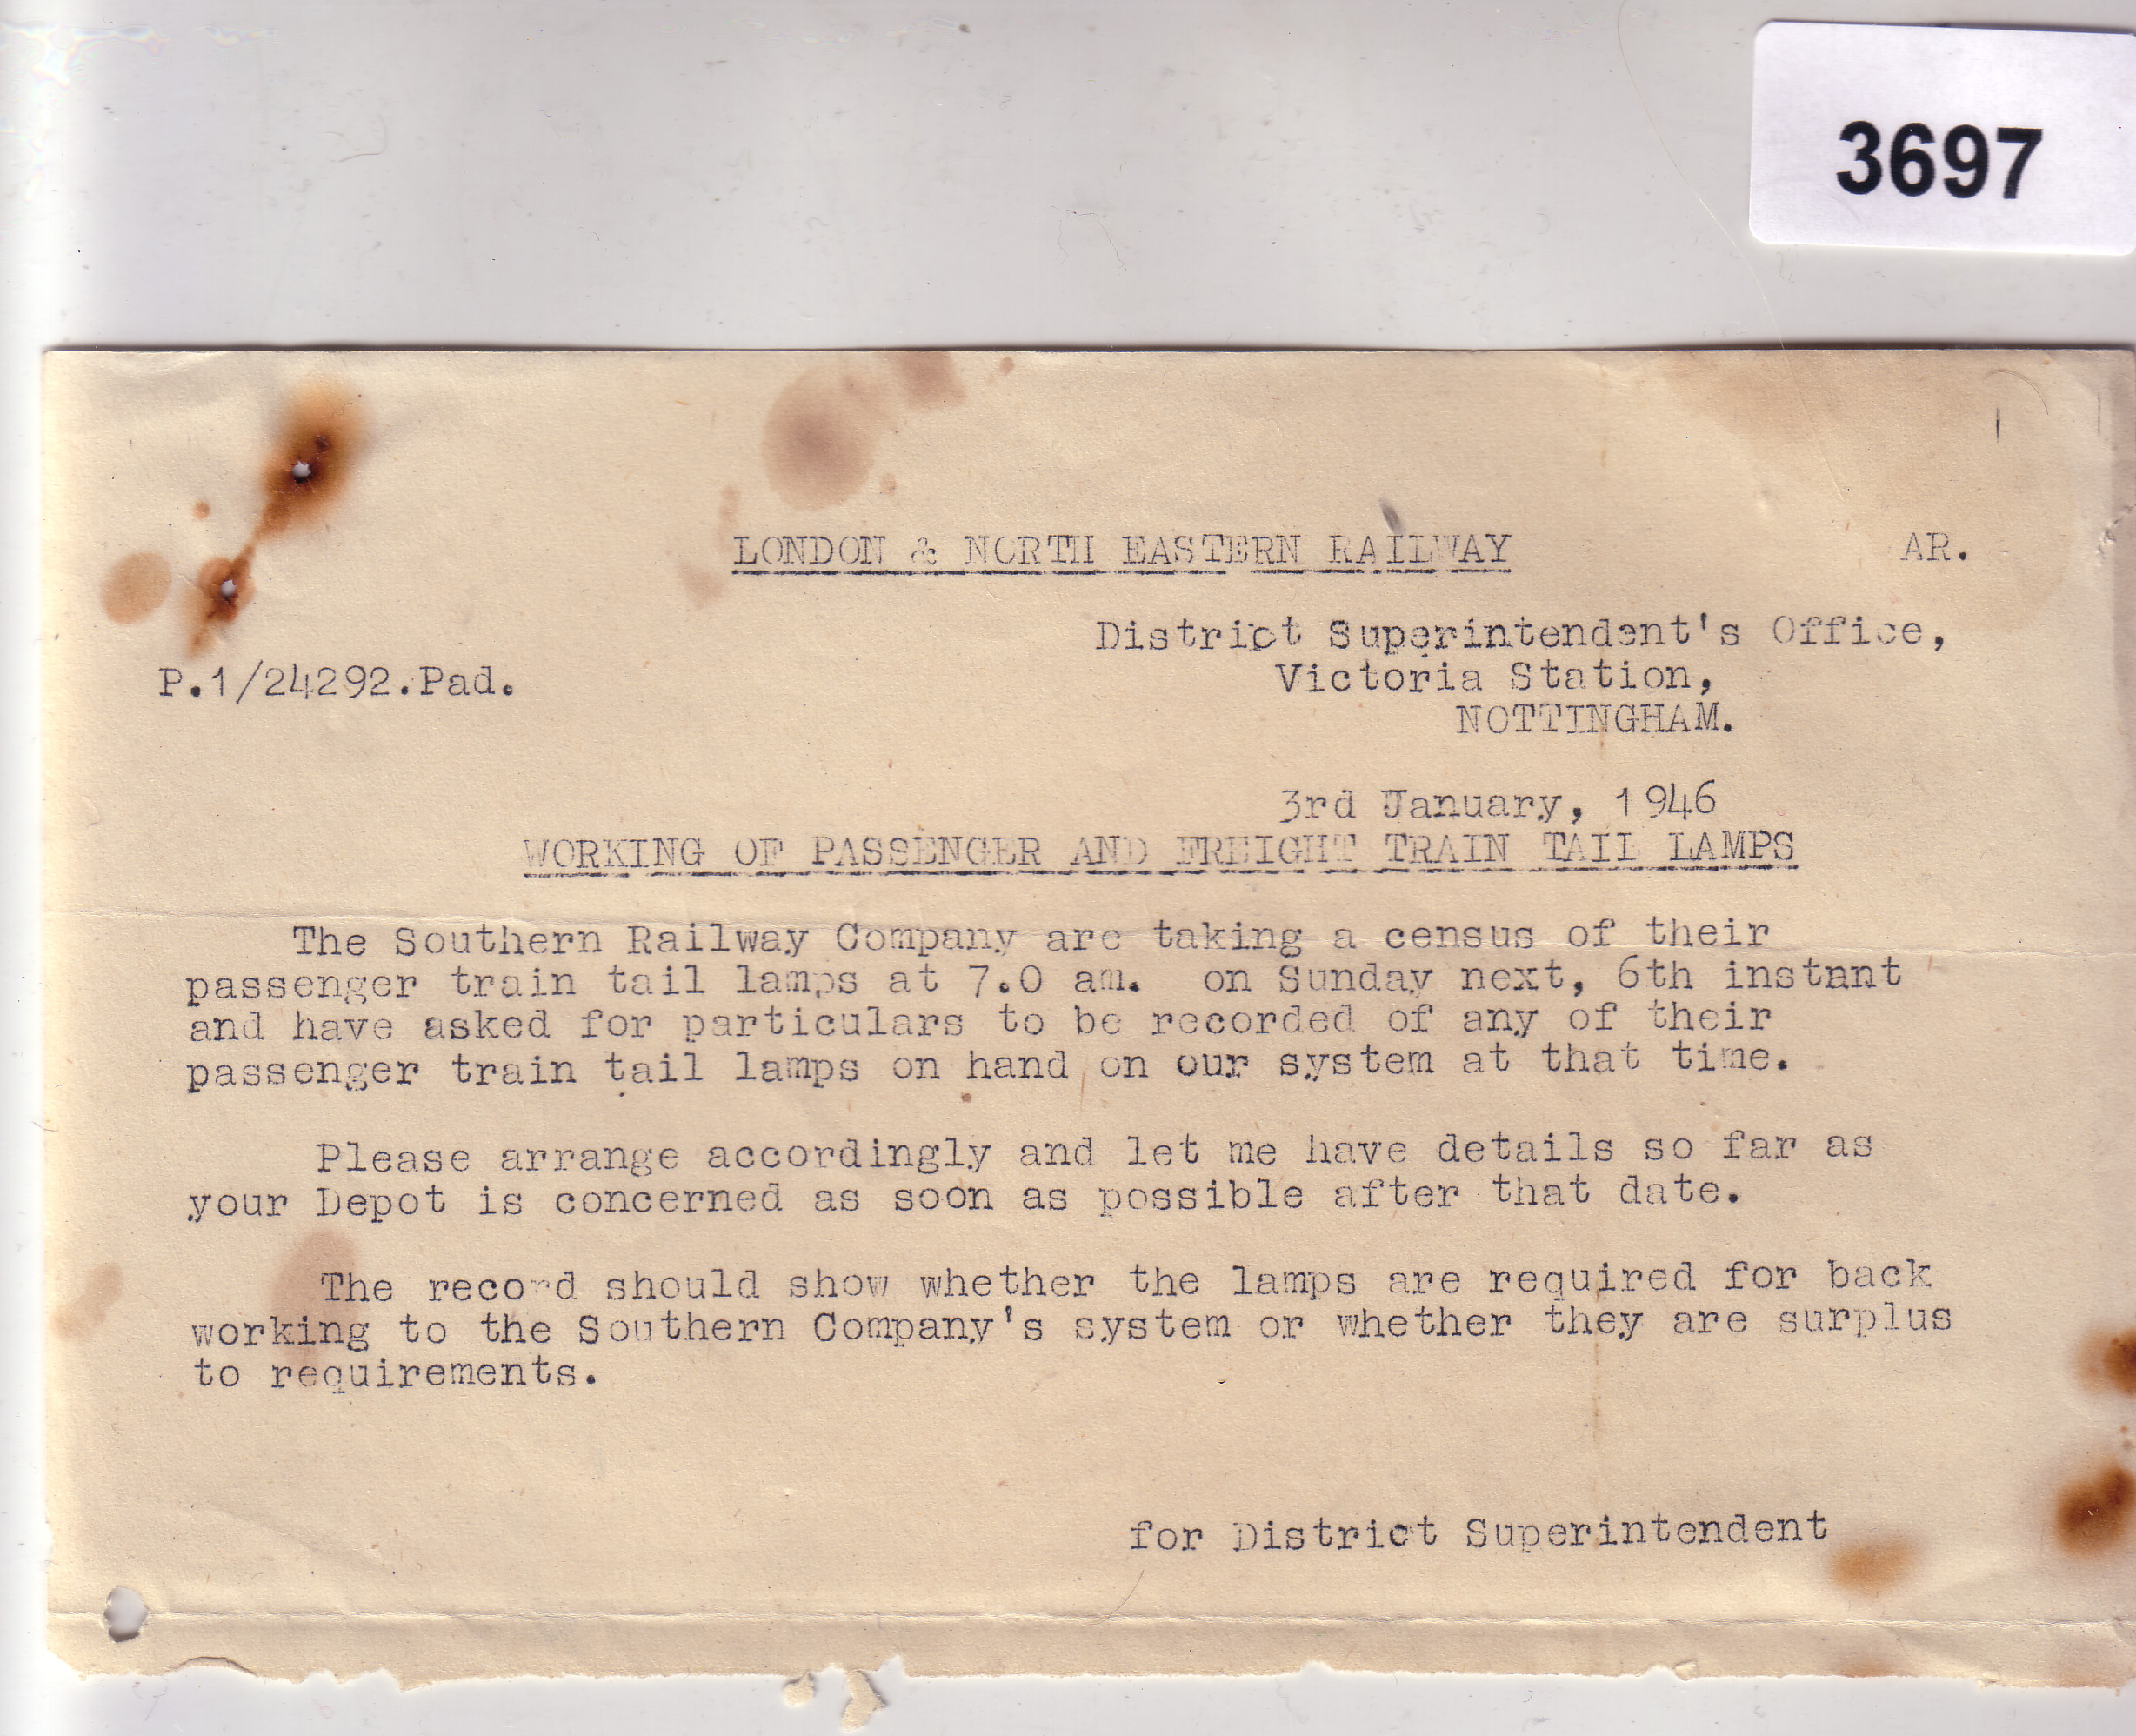 3697
LONDON & NORTH EASTERN RAILWAY
AR.
District Superintendent's Office,
Victoria Station,
P.1/24292.Pad.
NOTTINGHAM.
3rd January, 1946
WORKING OF PASSENGER AND FREIGHT TRAIN TAIL LAMPS
The Southern Railway Company are taking a census of their
passenger train tail lamps at 7.0 am. on Sunday next, 6th instant
and have asked for particulars to be recorded of any of their
passenger train tail lamps on hand on our system at that time.
Please arrange accordingly and let me have details so far as
your Depot is concerned as soon as possible after that date.
The record should show whether the lamps are required for back
working to the Southern Company's system or whether they are surplus
to requirements.
for District Superintendent